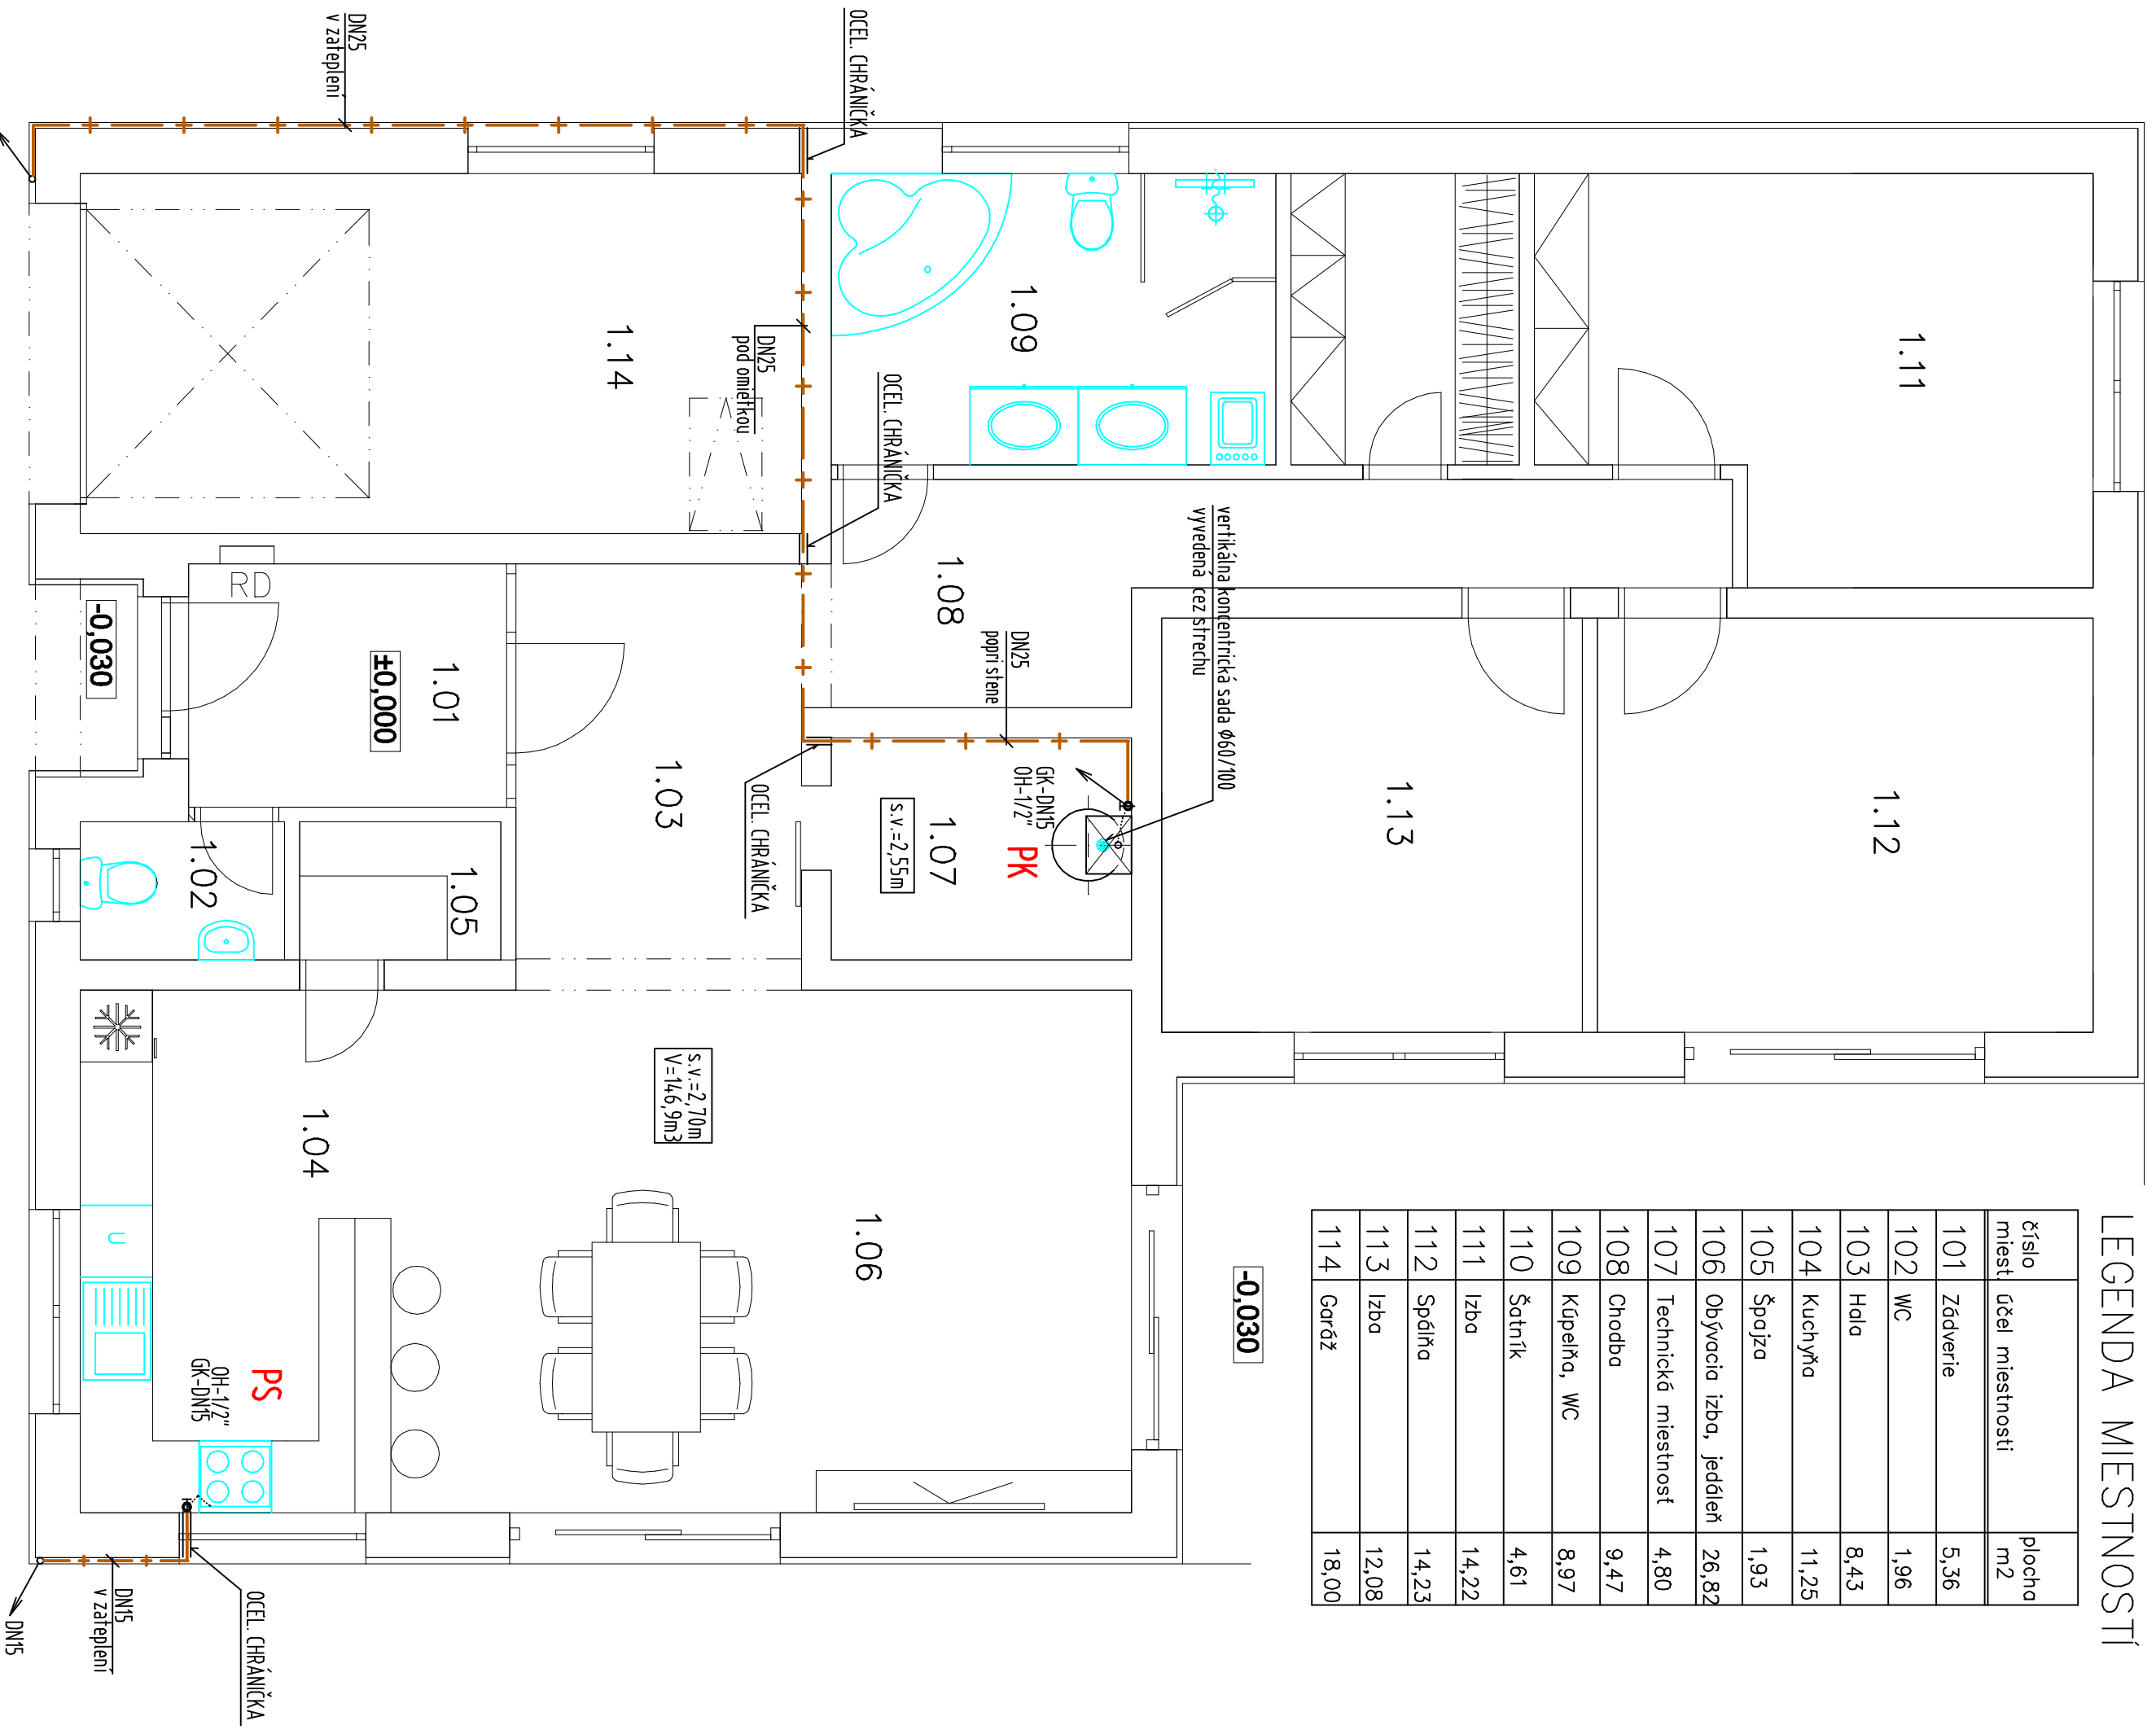 LEGENDA MIESTNOSTÍ
číslo
miest. účel miestnosti plocha
m2
101 Zádverie 5,36
102 WC 1,96
103 Hala 8,43
104 Kuchyňa 11,25
105 Špajza 1,93
106 Obývacia izba, jedáleň 26,82
107 Technická miestnosť 4,80
108 Chodba 9,47
109 Kúpelňa, WC 8,97
110 Šatník 4,61
111 Izba 14,22
112 Spálňa 14,23
113 Izba 12,08
114 Garáž 18,00
1.11
1.12
1.13
-0,030
vertikálna koncentrická sada ø60/100
vyvedená cez strechu
1.09
DN25
popri stene
GK-DN15
OH-1/2"
PK
1.08
1.07
s.v.=2,55m
OCEL. CHRÁNIČKA
OCEL. CHRÁNIČKA
OCEL. CHRÁNIČKA
DN25
pod omietkou
1.06
s.v.=2,70m
V=146,9m3
1.14
1.03
1.01
±0,000
1.05
1.04
DN25
v zateplení
RD
1.02
-0,030
PS
OH-1/2"
GK-DN15
OCEL. CHRÁNIČKA
DN15
v zateplení
DN15